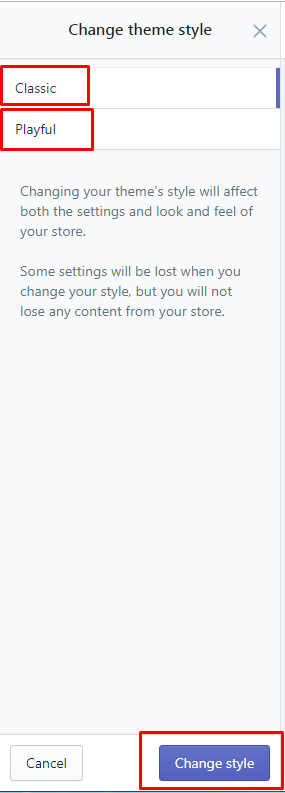 Change theme style
Classic
Playful
Changing your theme's style will affect
both the settings and look and feel of
your store.
Some settings will be lost when you
change your style, but you will not
lose any content from your store.
Cancel
Change style